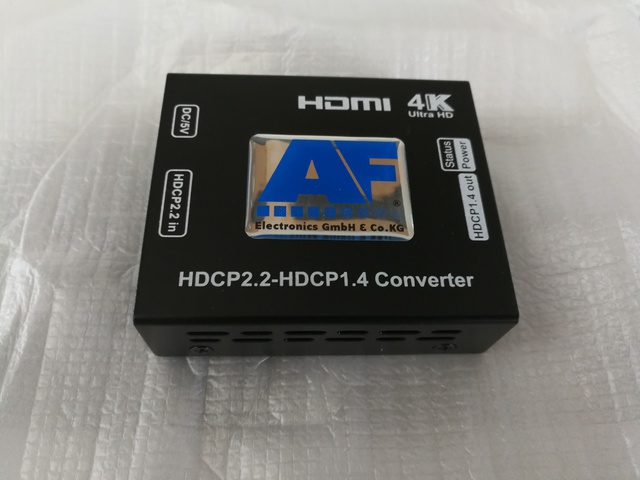 HDMI 4K
Ultra HD
DC/5V
HDCP2.2 in
Status
Power
HDCP1.4 out
AF
®
Electronics GmbH & Co.KG
HDCP2.2-HDCP1.4 Converter